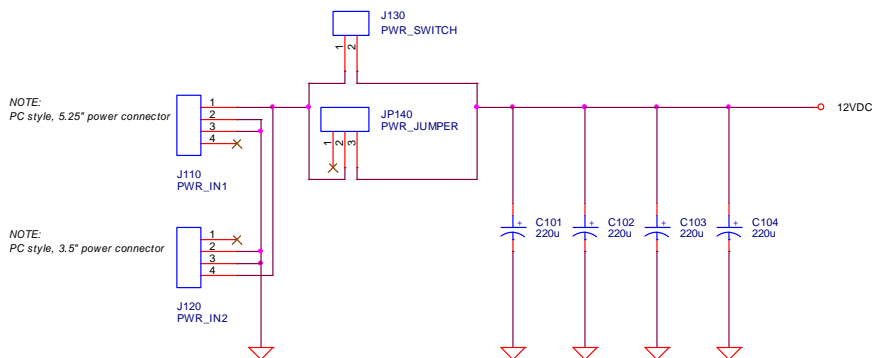 J130
PWR_SWITCH
1
2
NOTE:
PC style, 5.25" power connector
1
2
3
4
J110
PWR_IN1
JP140
PWR_JUMPER
1
2
3
12VDC
NOTE:
PC style, 3.5" power connector
1
2
3
4
J120
PWR_IN2
+
C101
220u
+
C102
220u
+
C103
220u
+
C104
220u